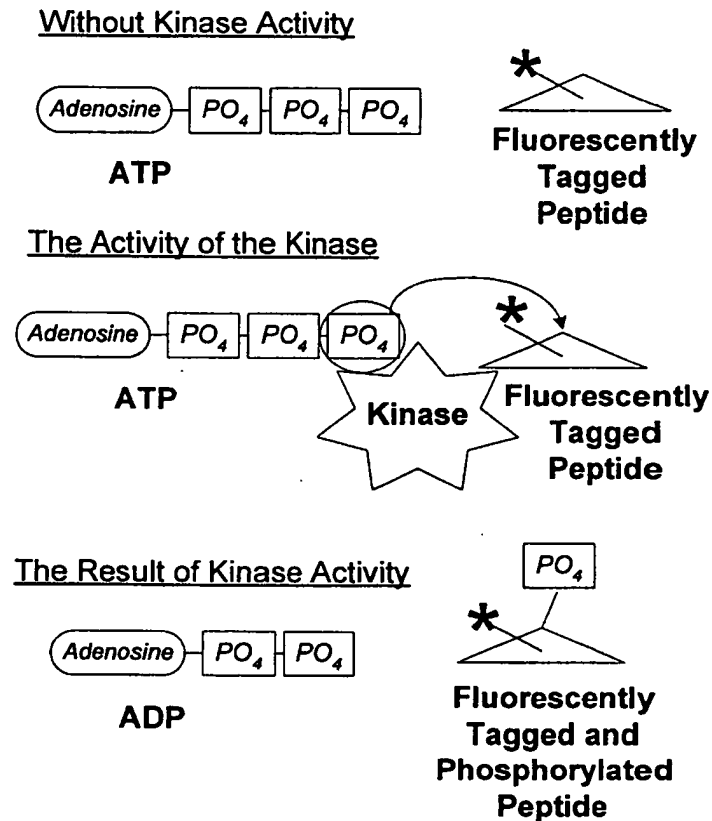 Without Kinase Activity
Adenosine PO4 PO4 PO4
*
ATP
Fluorescently
Tagged
Peptide
The Activity of the Kinase
Adenosine PO4 PO4 PO4
*
ATP
Kinase
Fluorescently
Tagged
Peptide
The Result of Kinase Activity
PO4
Adenosine PO4 PO4
*
ADP
Fluorescently
Tagged and
Phosphorylated
Peptide